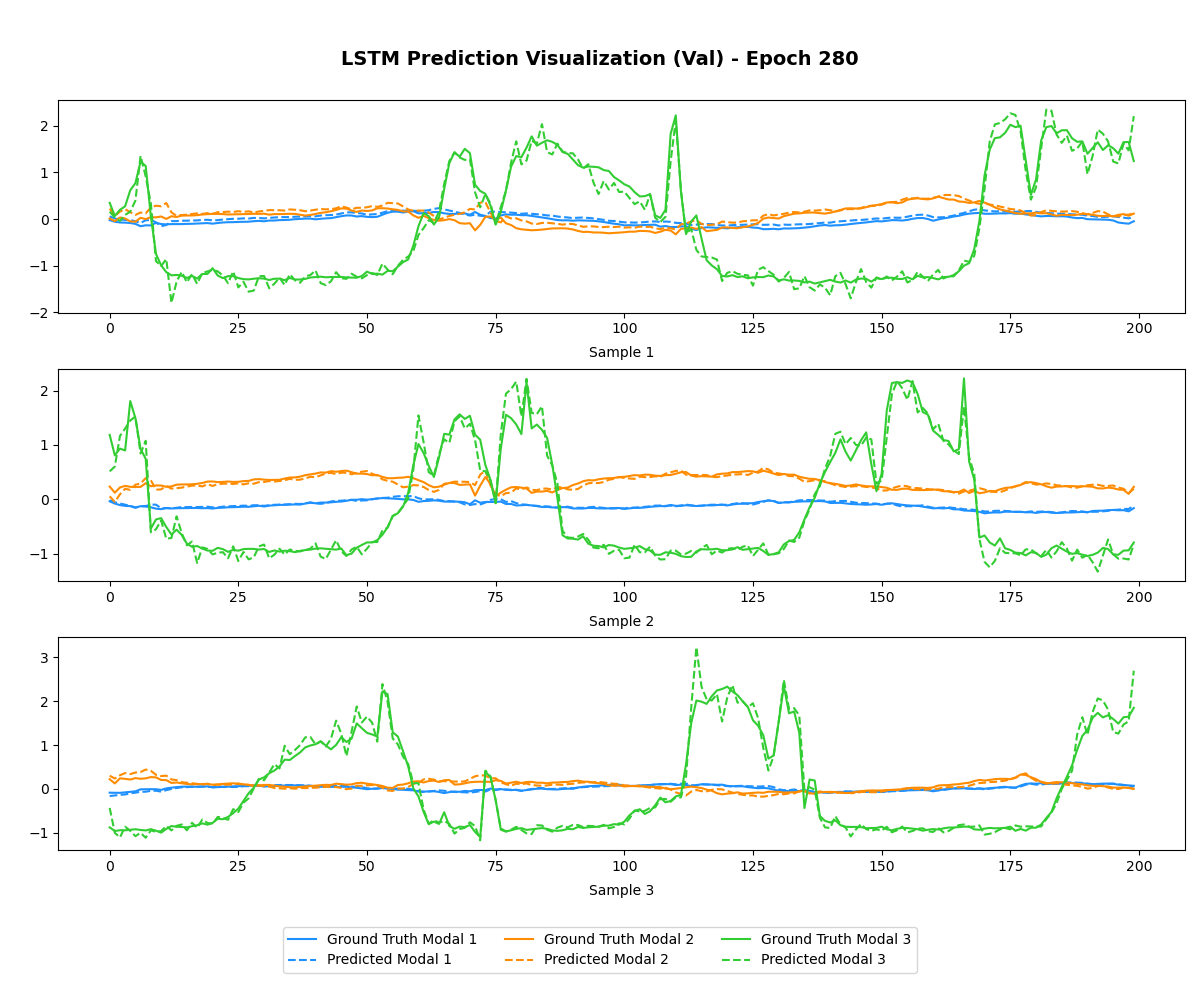 LSTM Prediction Visualization (Val) - Epoch 280
2
1
0
−1
−2
0 25 50 75 100 125 150 175 200
Sample 1
2
1
0
−1
0 25 50 75 100 125 150 175 200
Sample 2
3
2
1
0
−1
0 25 50 75 100 125 150 175 200
Sample 3
Ground Truth Modal 1 Ground Truth Modal 2 Ground Truth Modal 3
Predicted Modal 1 Predicted Modal 2 Predicted Modal 3